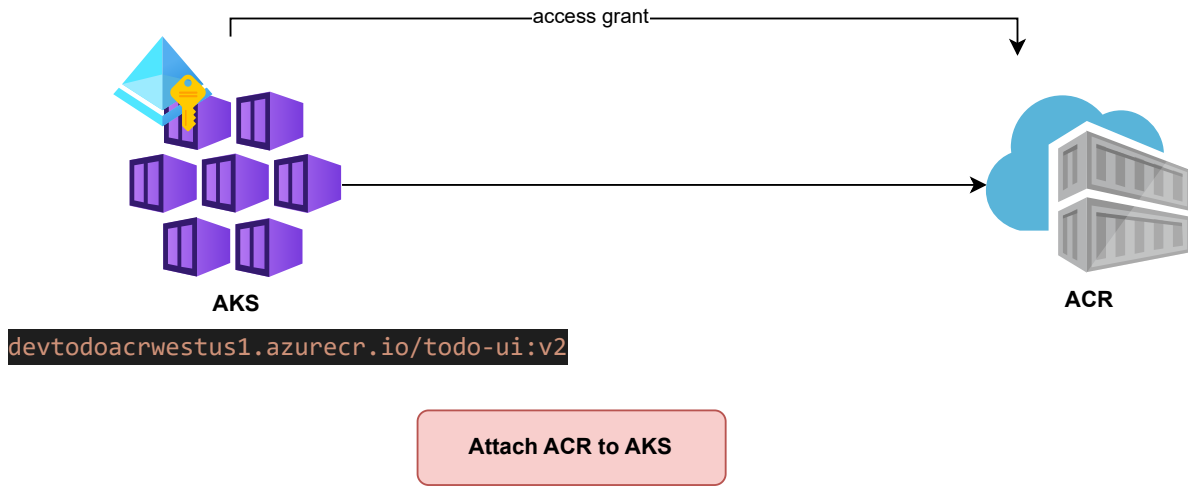 access grant
AKS
ACR
devtodoacrwestus1.azurecr.io/todo-ui:v2
Attach ACR to AKS